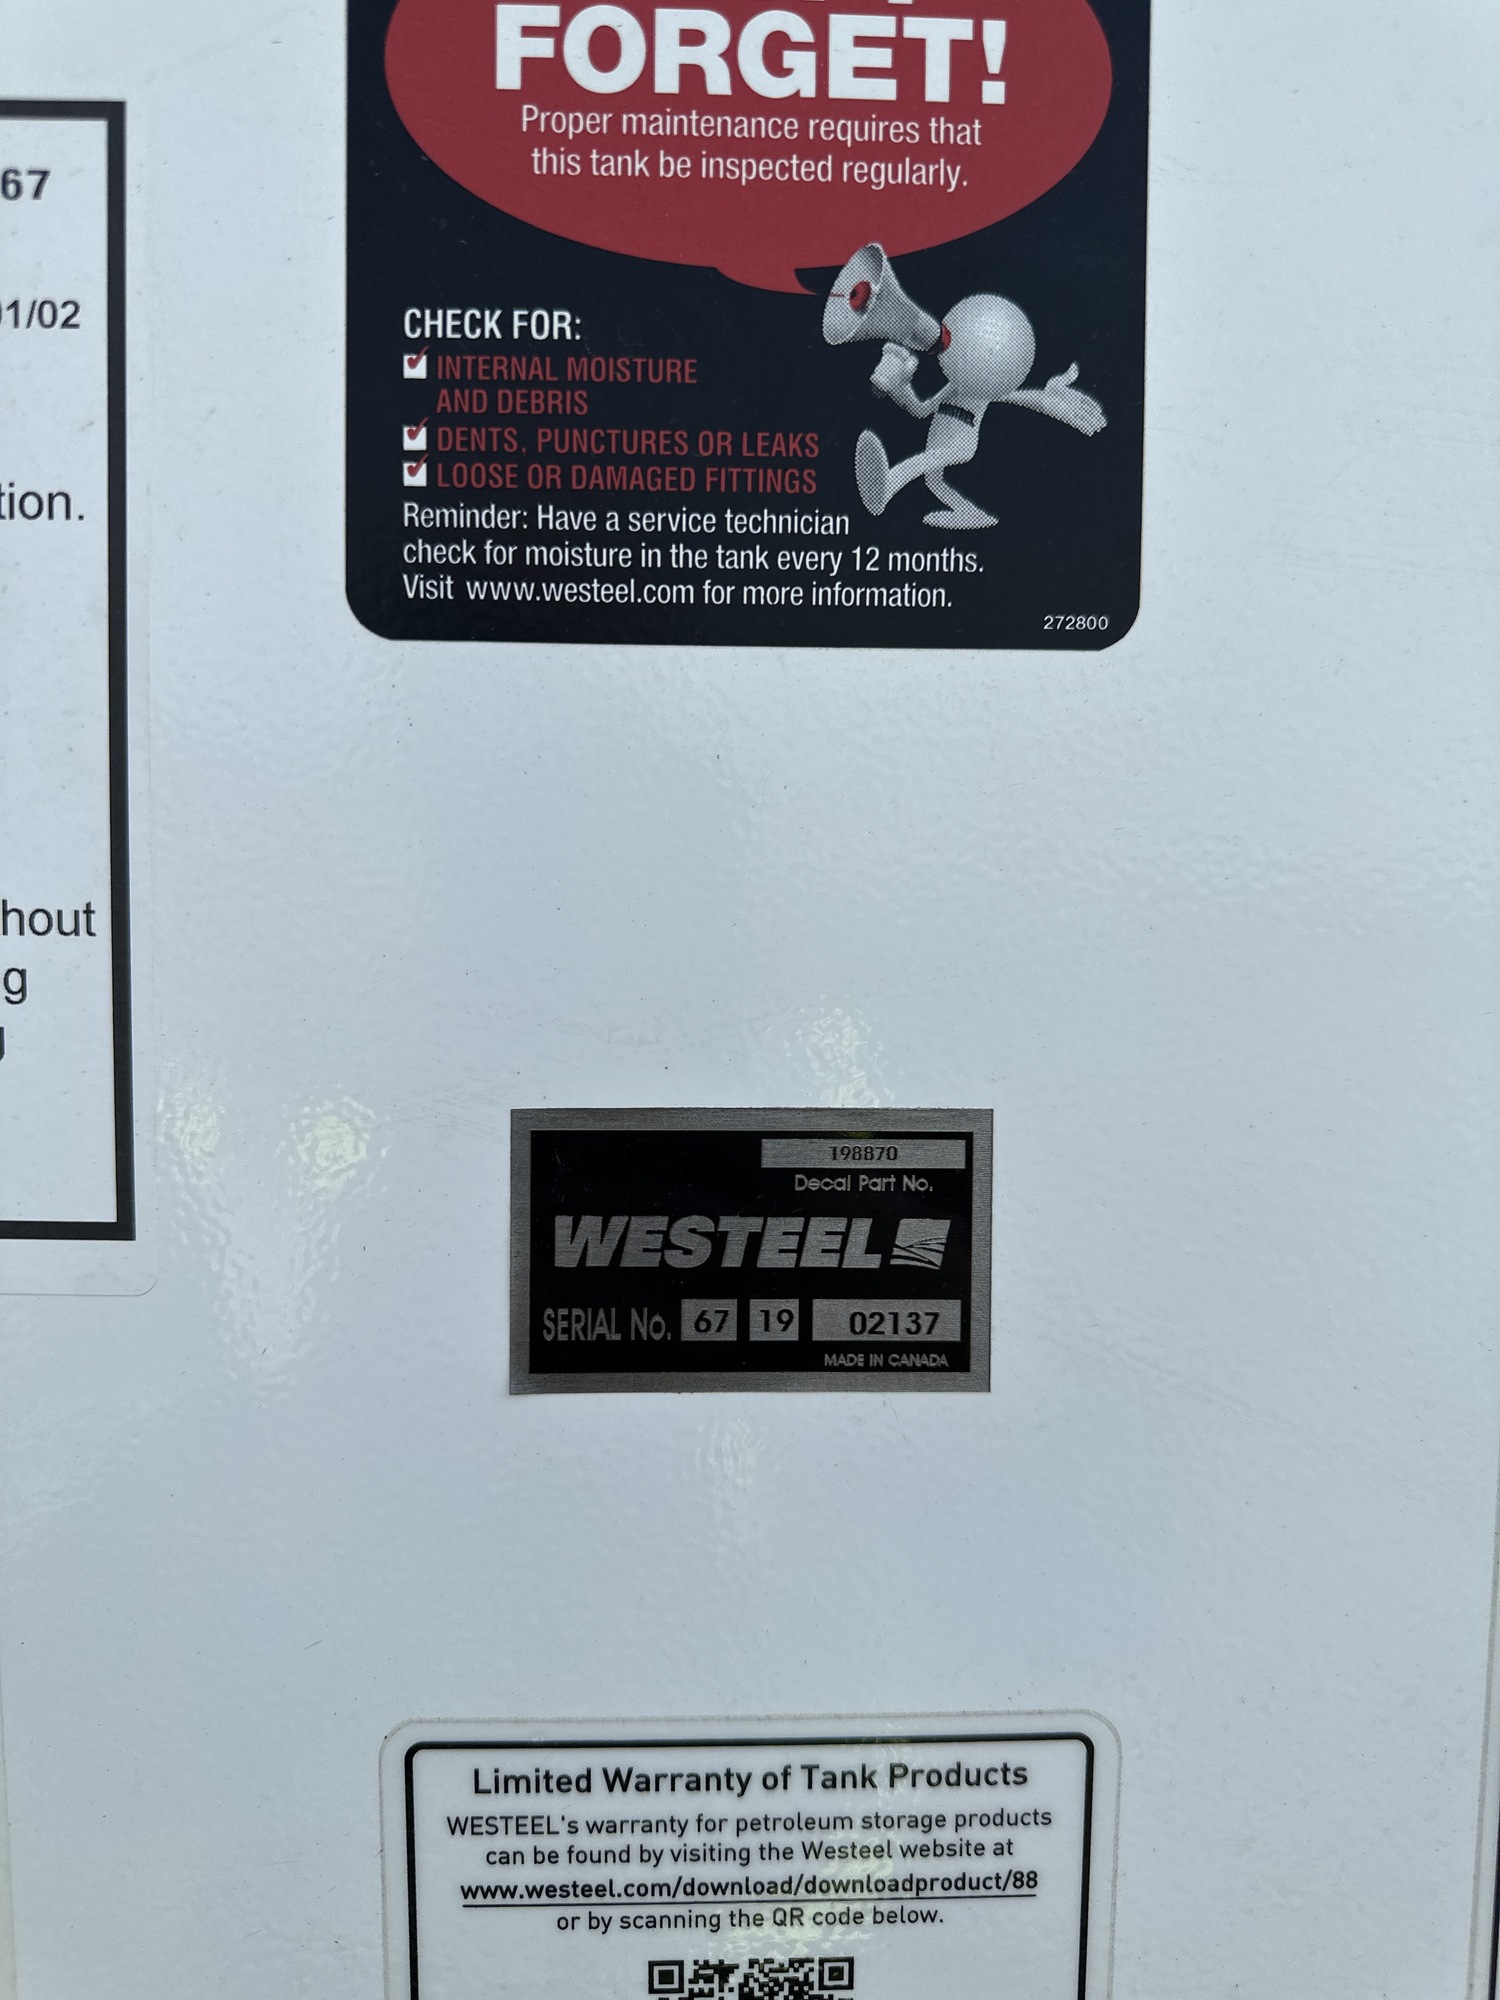 FORGET!
Proper maintenance requires that
this tank be inspected regularly.
CHECK FOR:
INTERNAL MOISTURE
AND DEBRIS
DENTS, PUNCTURES OR LEAKS
LOOSE OR DAMAGED FITTINGS
Reminder: Have a service technician
check for moisture in the tank every 12 months.
Visit www.westeel.com for more information.
272800
67
1/02
tion.
hout
g
198870
Decal Part No.
WESTEEL
SERIAL No. 67 19 02137
MADE IN CANADA
Limited Warranty of Tank Products
WESTEEL's warranty for petroleum storage products
can be found by visiting the Westeel website at
www.westeel.com/download/downloadproduct/88
or by scanning the QR code below.